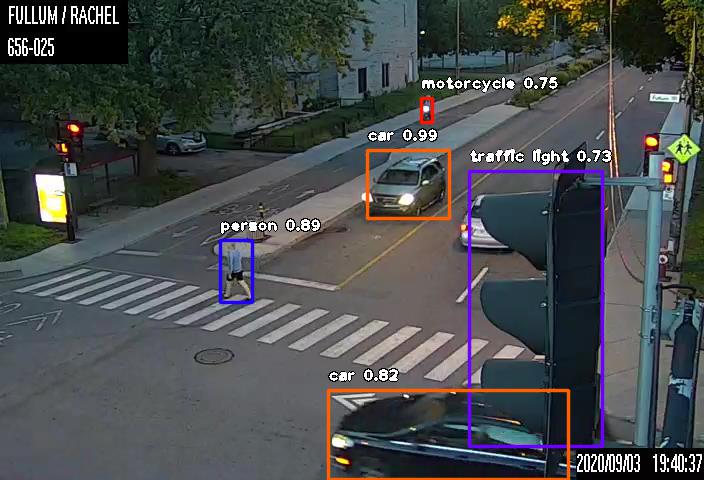 FULLUM / RACHEL
656-025
motorcycle 0.75
car 0.99
traffic light 0.73
person 0.89
car 0.82
2020/09/03 19:40:37